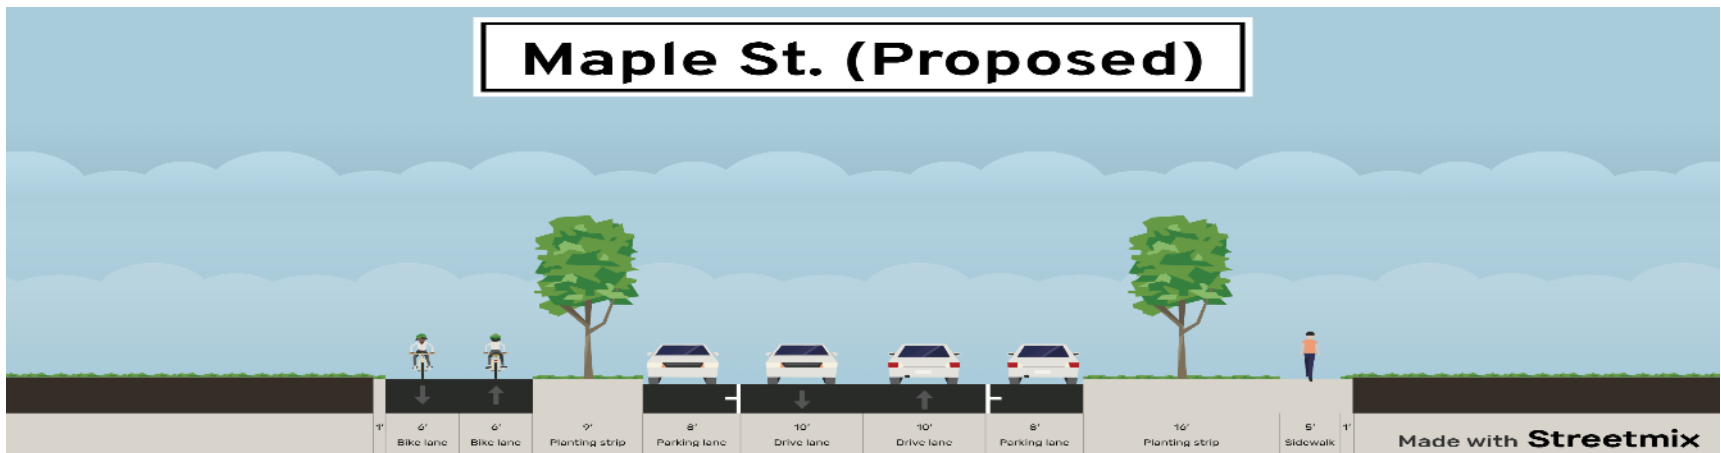 Maple St. (Proposed)
1' 6' 6' 9' 8' 10' 10' 8' 16' 5' 1'
Bike lane Bike lane Planting strip Parking lane Drive lane Drive lane Parking lane Planting strip Sidewalk
Made with Streetmix